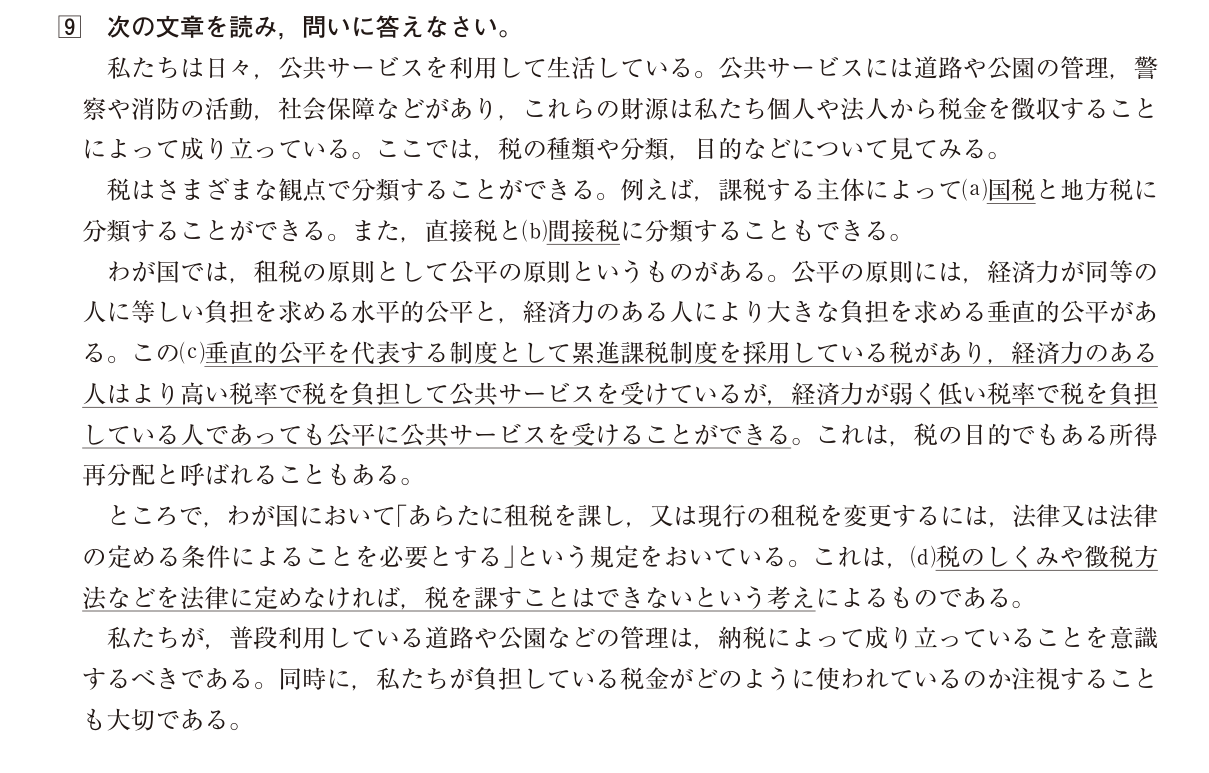 9 次の文章を読み，問いに答えなさい。
私たちは日々，公共サービスを利用して生活している。公共サービスには道路や公園の管理，警
察や消防の活動，社会保障などがあり，これらの財源は私たち個人や法人から税金を徴収すること
によって成り立っている。ここでは，税の種類や分類，目的などについて見てみる。
税はさまざまな観点で分類することができる。例えば，課税する主体によって(a)国税と地方税に
分類することができる。また，直接税と(b)間接税に分類することもできる。
わが国では，租税の原則として公平の原則というものがある。公平の原則には，経済力が同等の
人に等しい負担を求める水平的公平と，経済力のある人により大きな負担を求める垂直的公平があ
る。この(c)垂直的公平を代表する制度として累進課税制度を採用している税があり，経済力のある
人はより高い税率で税を負担して公共サービスを受けているが，経済力が弱く低い税率で税を負担
している人であっても公平に公共サービスを受けることができる。これは，税の目的でもある所得
再分配と呼ばれることもある。
ところで，わが国において「あらたに租税を課し，又は現行の租税を変更するには，法律又は法律
の定める条件によることを必要とする」という規定をおいている。これは，(d)税のしくみや徴税方
法などを法律に定めなければ，税を課すことはできないという考えによるものである。
私たちが，普段利用している道路や公園などの管理は，納税によって成り立っていることを意識
するべきである。同時に，私たちが負担している税金がどのように使われているのか注視すること
も大切である。